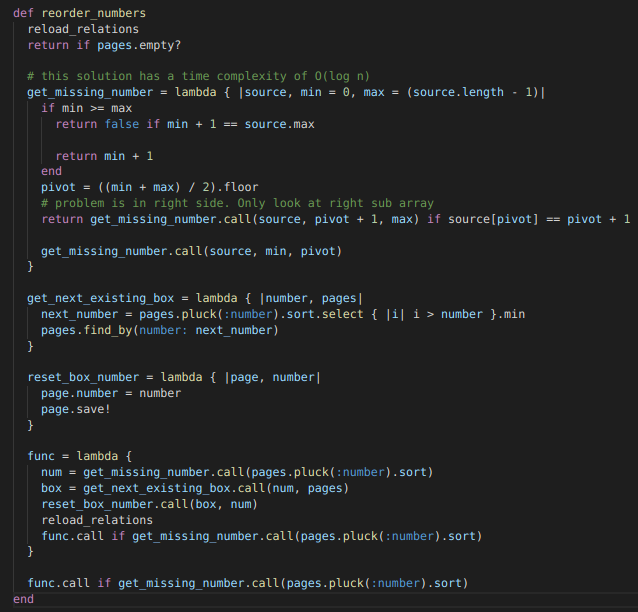 def reorder_numbers
  reload_relations
  return if pages.empty?

  # this solution has a time complexity of O(log n)
  get_missing_number = lambda { |source, min = 0, max = (source.length - 1)|
    if min >= max
      return false if min + 1 == source.max

      return min + 1
    end
    pivot = ((min + max) / 2).floor
    # problem is in right side. Only look at right sub array
    return get_missing_number.call(source, pivot + 1, max) if source[pivot] == pivot + 1

    get_missing_number.call(source, min, pivot)
  }

  get_next_existing_box = lambda { |number, pages|
    next_number = pages.pluck(:number).sort.select { |i| i > number }.min
    pages.find_by(number: next_number)
  }

  reset_box_number = lambda { |page, number|
    page.number = number
    page.save!
  }

  func = lambda {
    num = get_missing_number.call(pages.pluck(:number).sort)
    box = get_next_existing_box.call(num, pages)
    reset_box_number.call(box, num)
    reload_relations
    func.call if get_missing_number.call(pages.pluck(:number).sort)
  }

  func.call if get_missing_number.call(pages.pluck(:number).sort)
end